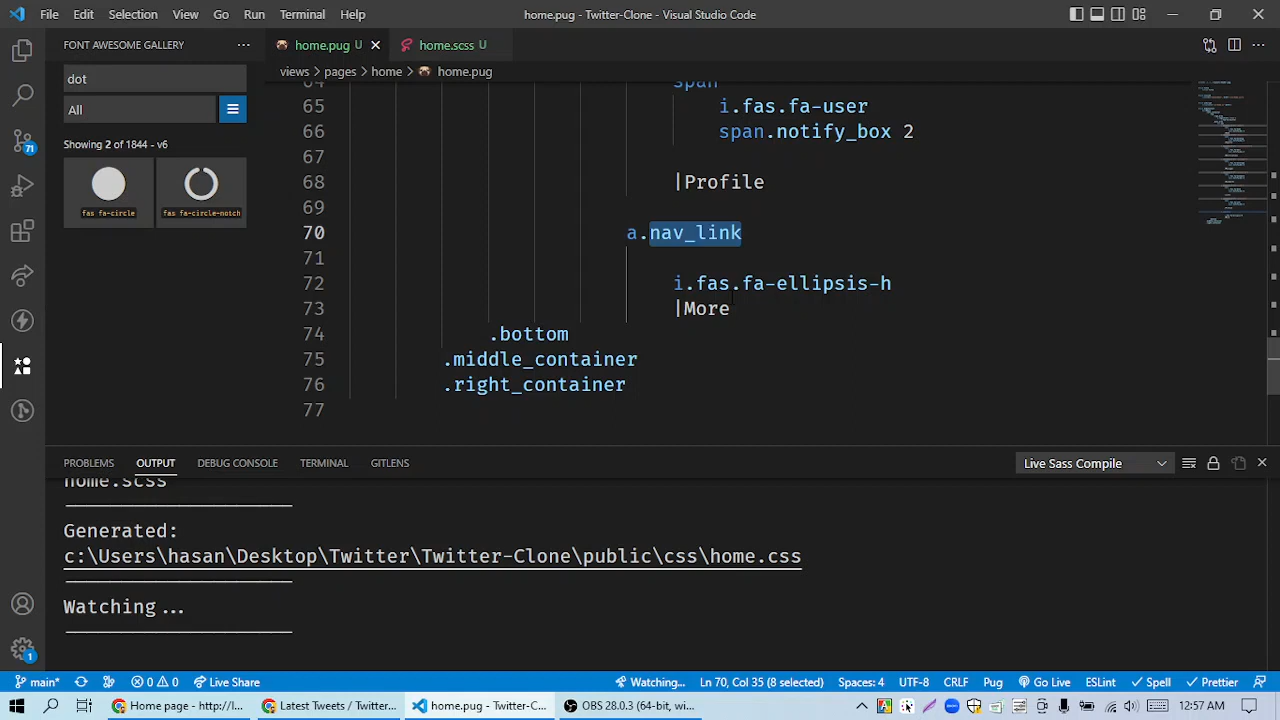 File Edit Selection View Go Run Terminal Help
home.pug - Twitter-Clone - Visual Studio Code
FONT AWESOME GALLERY
dot
All
Showing 2 of 1844 - v6
fas fa-circle
fas fa-circle-notch
71
home.pug U
home.scss U
views > pages > home > home.pug
64 span
65 i.fas.fa-user
66 span.notify_box 2
67
68 |Profile
69
70 a.nav_link
71
72 i.fas.fa-ellipsis-h
73 |More
74 .bottom
75 .middle_container
76 .right_container
77
PROBLEMS OUTPUT DEBUG CONSOLE TERMINAL GITLENS
Live Sass Compile
home.scss
Generated:
c:\Users\hasan\Desktop\Twitter\Twitter-Clone\public\css\home.css
Watching...
1
main* 0 0 Live Share
Watching... Ln 70, Col 35 (8 selected) Spaces: 4 UTF-8 CRLF Pug Go Live ESLint Spell Prettier
Home page - http://l... Latest Tweets / Twitter... home.pug - Twitter-C... OBS 28.0.3 (64-bit, wi...
12:57 AM